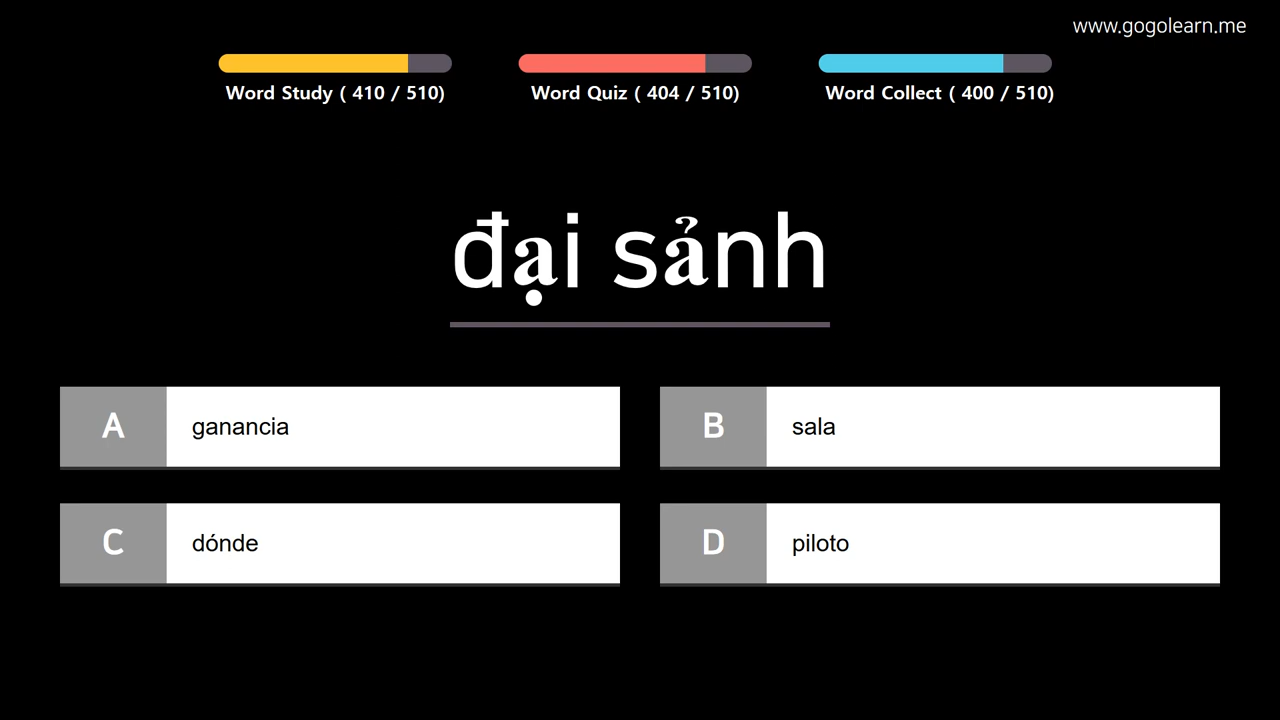 www.gogolearn.me
Word Study ( 410 / 510)
Word Quiz ( 404 / 510)
Word Collect ( 400 / 510)
đại sảnh
A ganancia
B sala
C dónde
D piloto